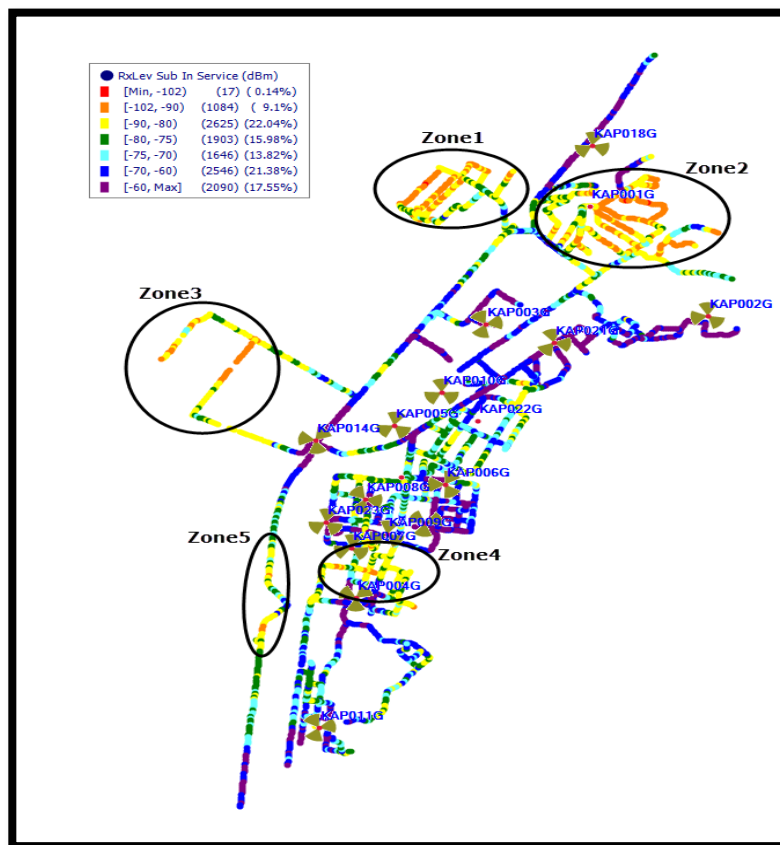 RxLev Sub In Service (dBm)
[Min, -102) (17) ( 0.14%)
[-102, -90) (1084) ( 9.1%)
[-90, -80) (2625) (22.04%)
[-80, -75) (1903) (15.98%)
[-75, -70) (1646) (13.82%)
[-70, -60) (2546) (21.38%)
[-60, Max] (2090) (17.55%)
KAP018G
Zone1
Zone2
KAP001G
Zone3
KAP002G
KAP003G
KAP021G
KAP010G
KAP005G
KAP022G
KAP014G
KAP006G
KAP008G
KAP023G
KAP009G
KAP007G
Zone5
Zone4
KAP004G
KAP011G